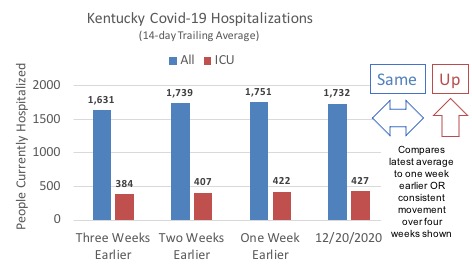 Kentucky Covid-19 Hospitalizations
(14-day Trailing Average)
All ICU
People Currently Hospitalized
2000
1500
1000
500
0
1,631
384
1,739
407
1,751
422
1,732
427
Three Weeks
Earlier
Two Weeks
Earlier
One Week
Earlier
12/20/2020
Same
Up
Compares
latest average
to one week
earlier OR
consistent
movement
over four
weeks shown